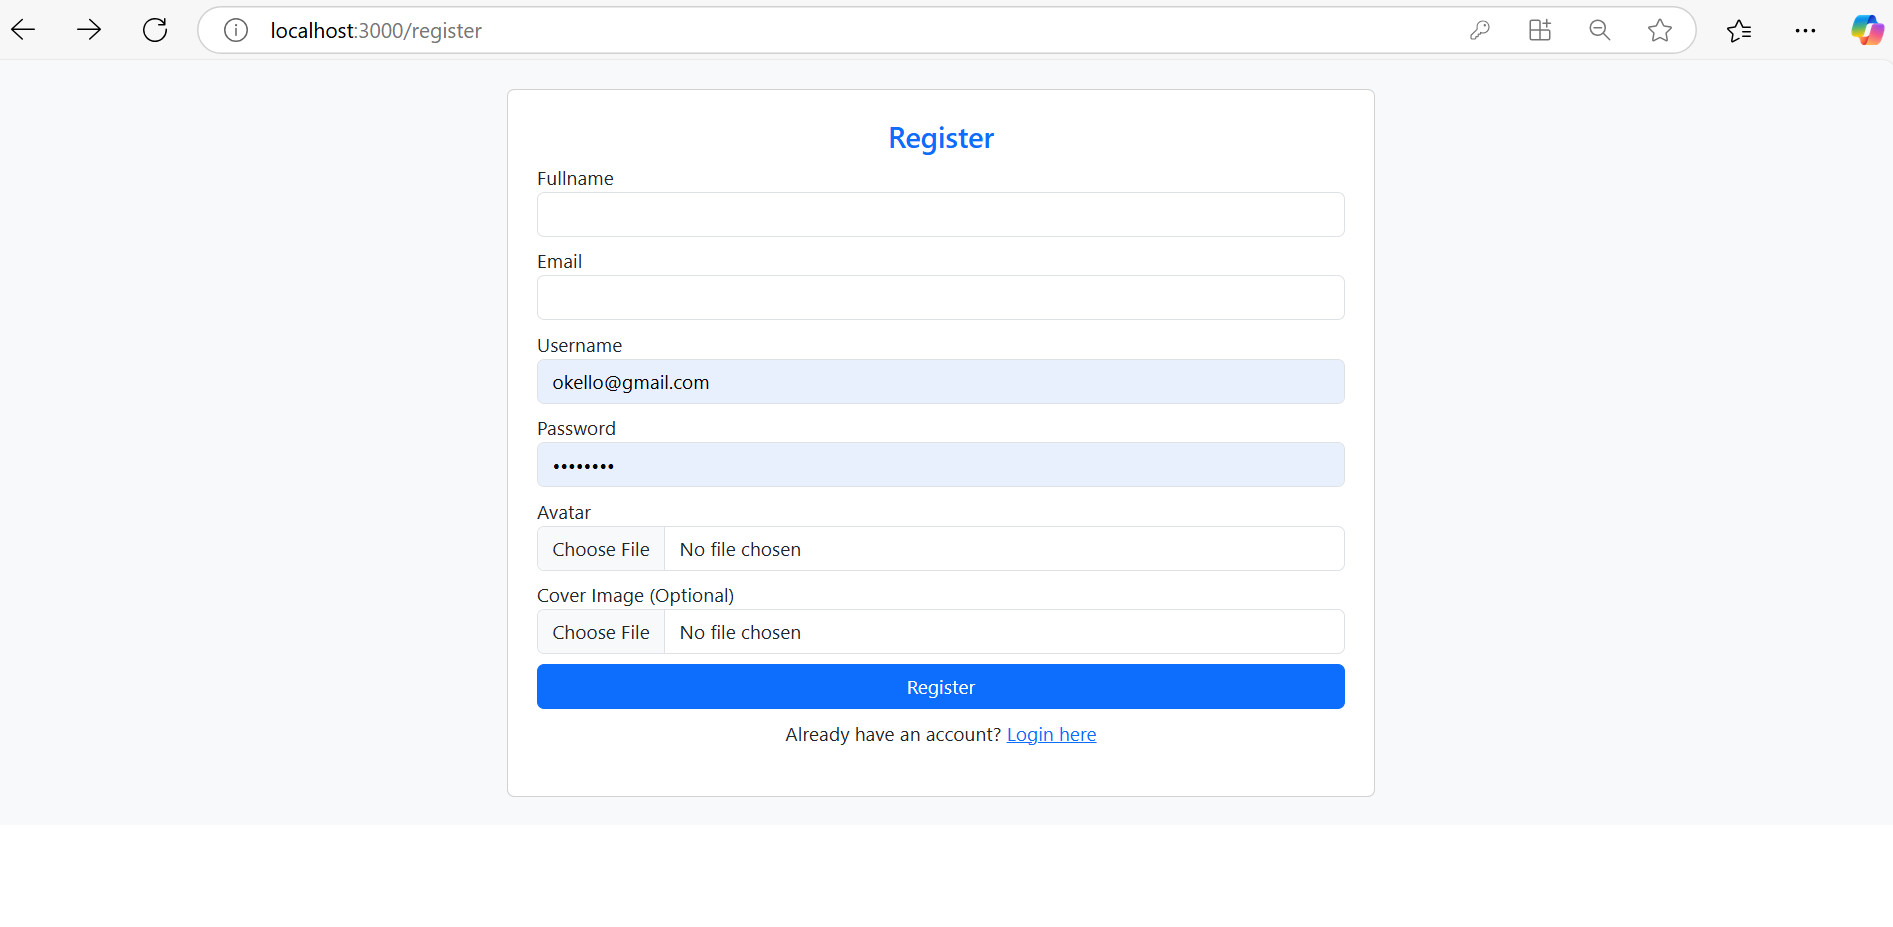 localhost:3000/register
Register
Fullname
Email
Username
okello@gmail.com
Password
••••••••
Avatar
Choose File No file chosen
Cover Image (Optional)
Choose File No file chosen
Register
Already have an account? Login here